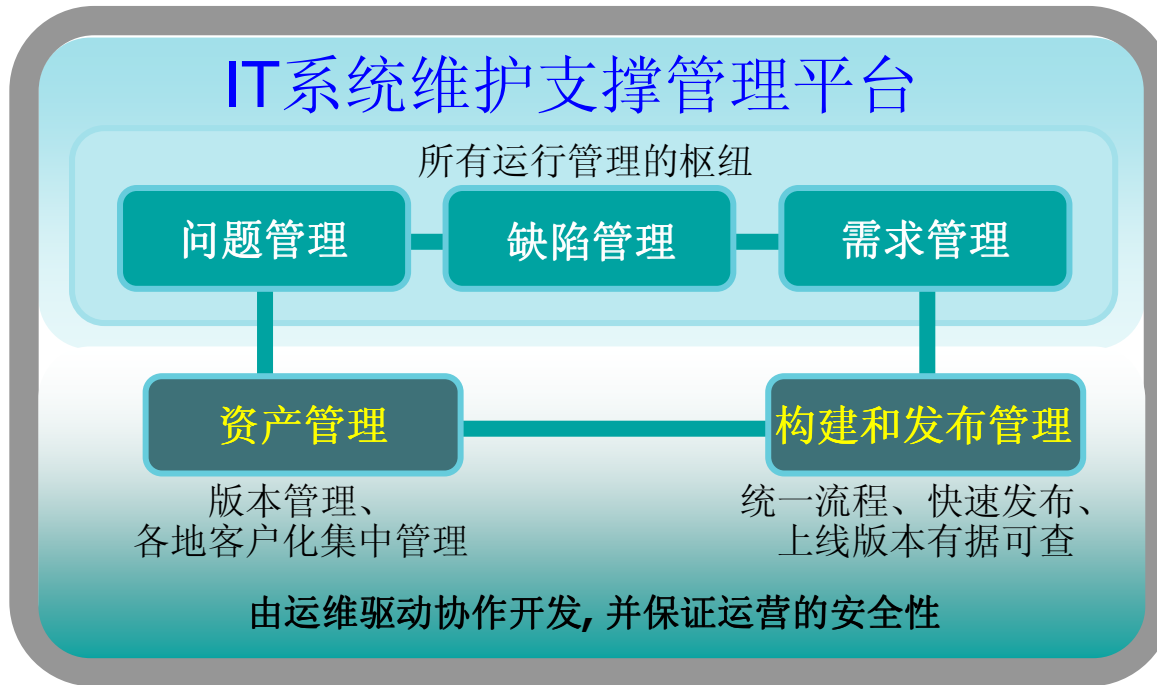 IT系统维护支撑管理平台
所有运行管理的枢纽
问题管理
缺陷管理
需求管理
资产管理
构建和发布管理
版本管理、
各地客户化集中管理
统一流程、快速发布、
上线版本有据可查
由运维驱动协作开发, 并保证运营的安全性